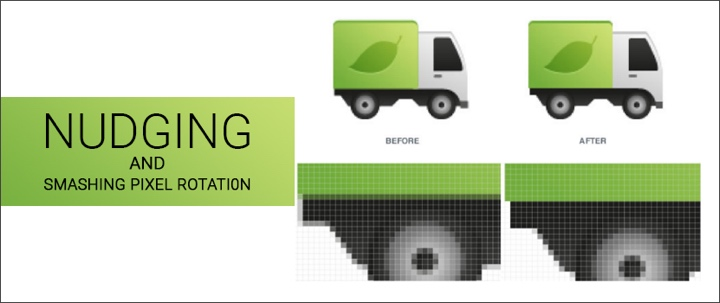 NUDGING
AND
SMASHING PIXEL ROTATION
BEFORE
AFTER